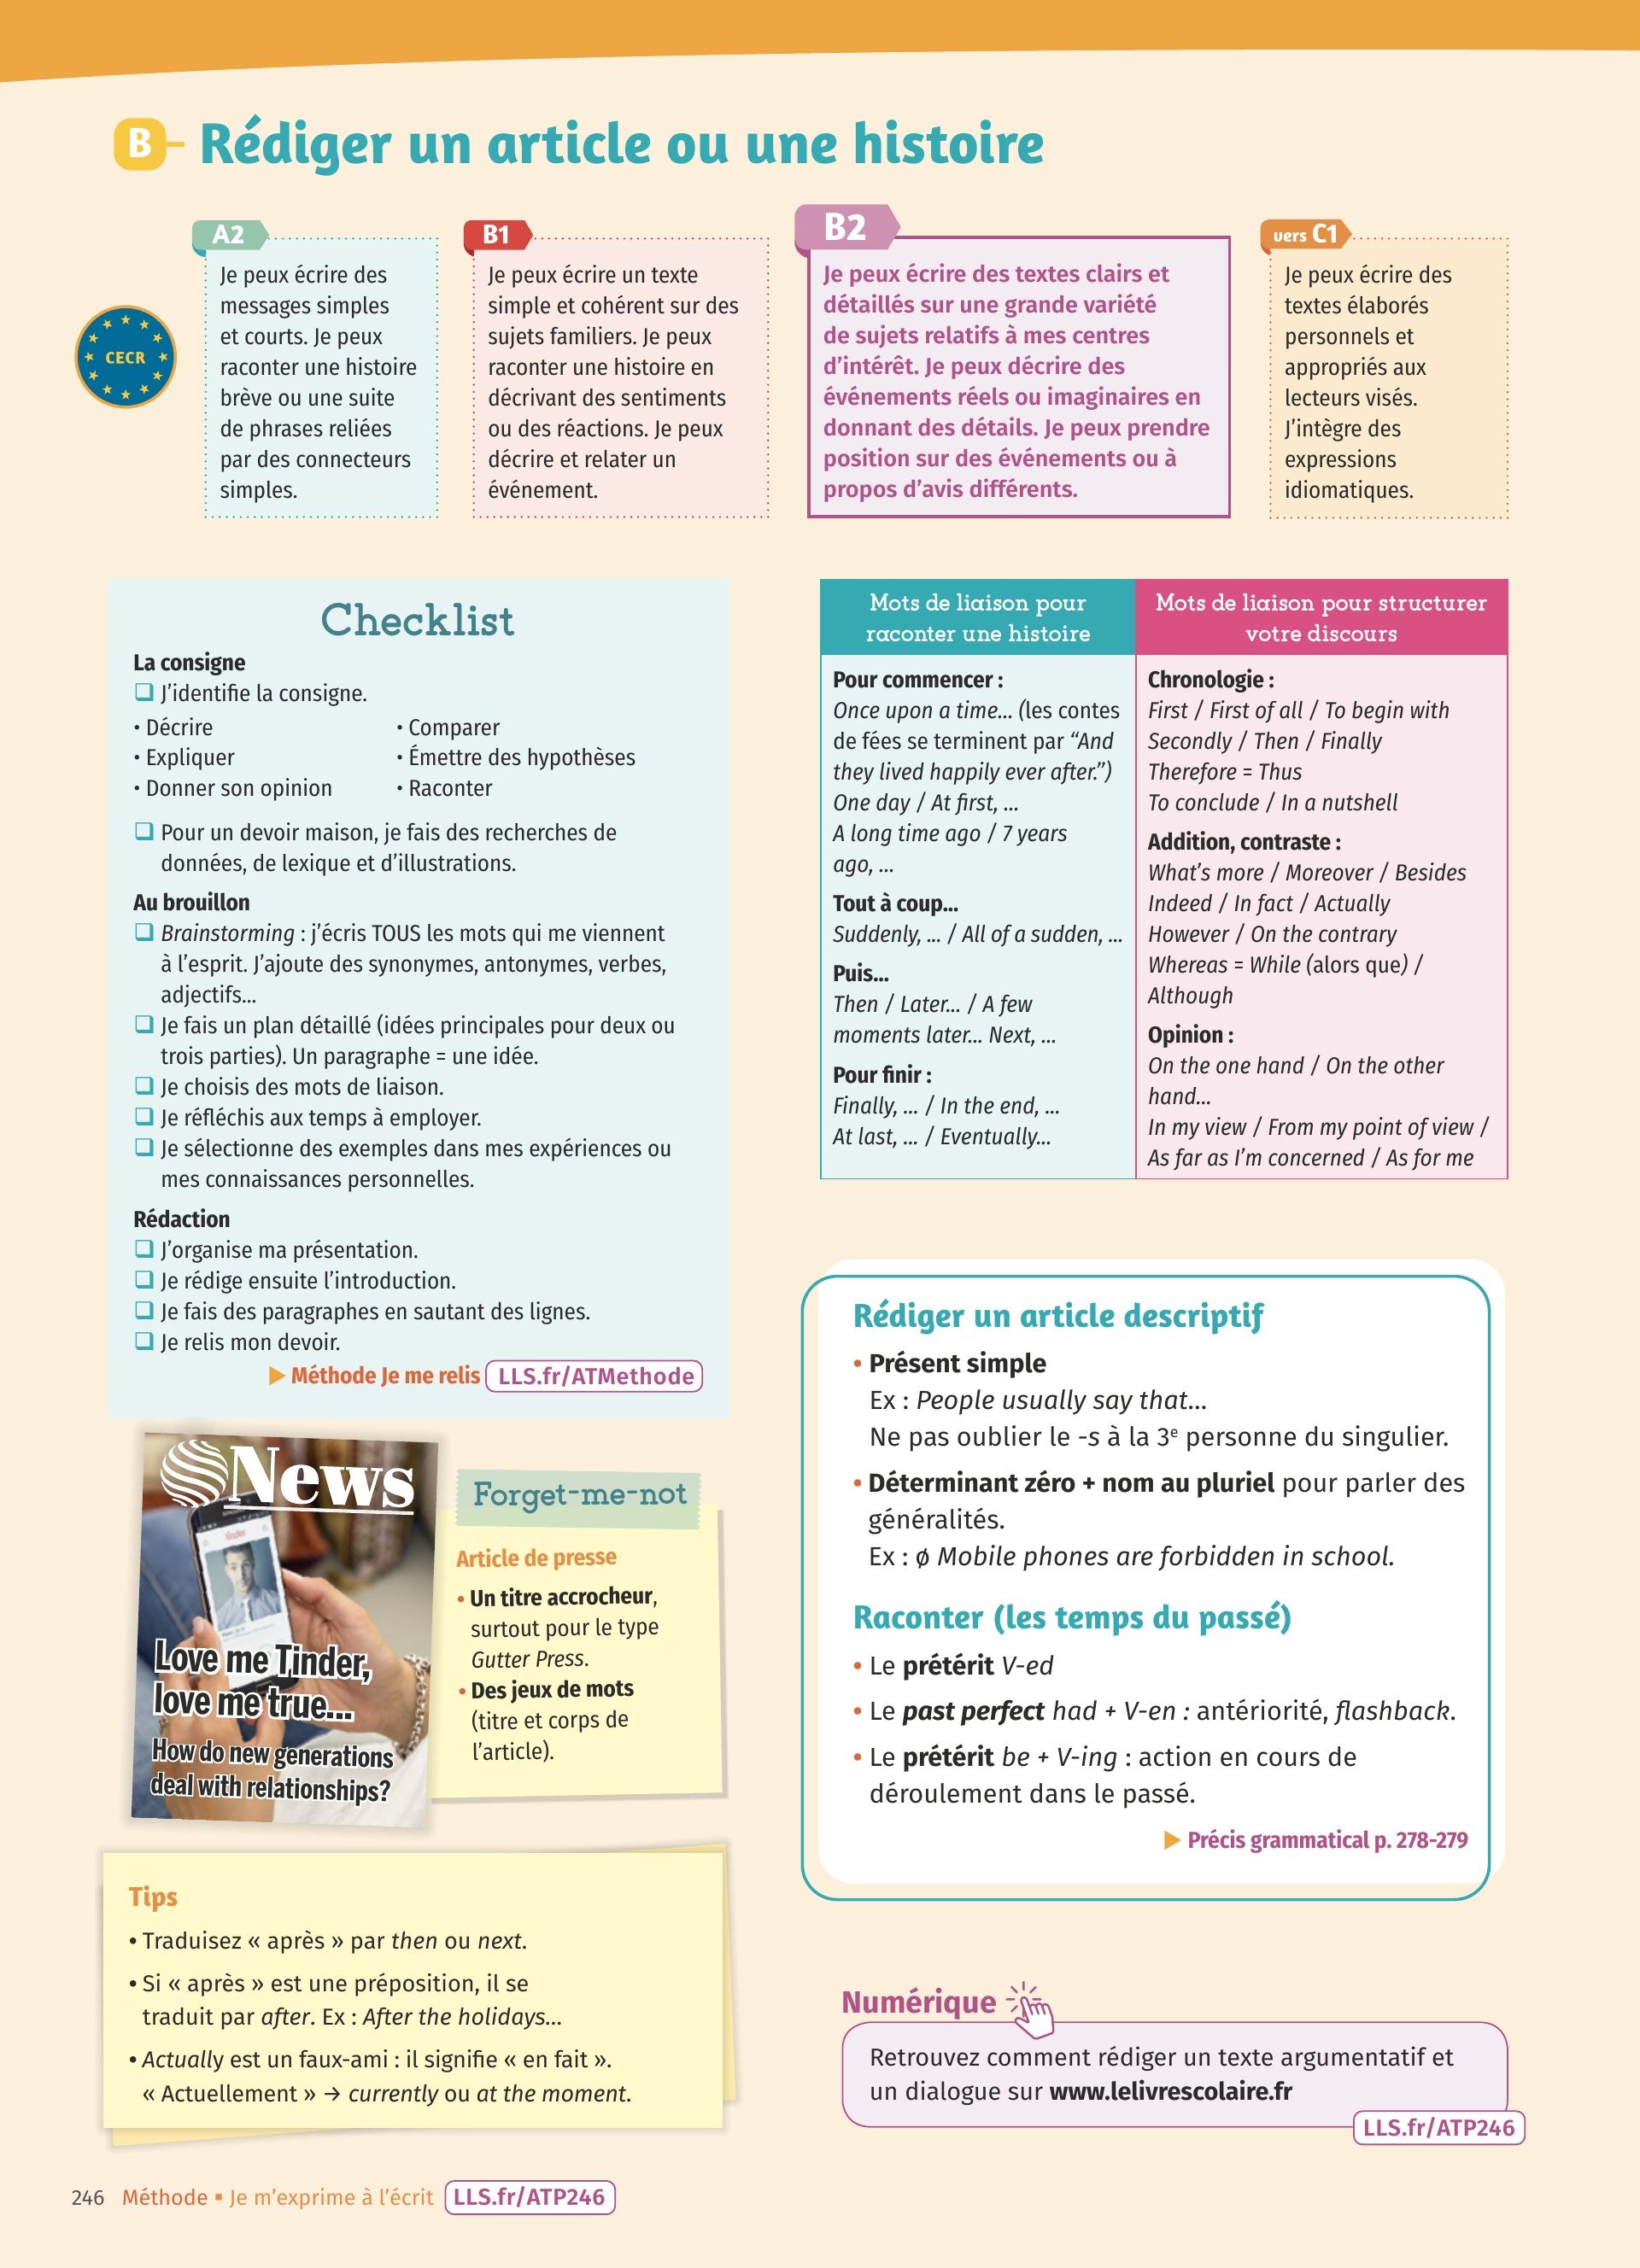 B
Rédiger un article ou une histoire
CECR
A2
Je peux écrire des
messages simples
et courts. Je peux
raconter une histoire
brève ou une suite
de phrases reliées
par des connecteurs
simples.
B1
Je peux écrire un texte
simple et cohérent sur des
sujets familiers. Je peux
raconter une histoire en
décrivant des sentiments
ou des réactions. Je peux
décrire et relater un
événement.
B2
Je peux écrire des textes clairs et
détaillés sur une grande variété
de sujets relatifs à mes centres
d'intérêt. Je peux décrire des
événements réels ou imaginaires en
donnant des détails. Je peux prendre
position sur des événements ou à
propos d'avis différents.
vers C1
Je peux écrire des
textes élaborés
personnels et
appropriés aux
lecteurs visés.
J'intègre des
expressions
idiomatiques.
Checklist
La consigne
❑ J'identifie la consigne.
• Décrire
• Expliquer
• Donner son opinion
• Comparer
• Émettre des hypothèses
• Raconter
❑ Pour un devoir maison, je fais des recherches de
données, de lexique et d'illustrations.
Au brouillon
❑ Brainstorming : j'écris TOUS les mots qui me viennent
à l'esprit. J'ajoute des synonymes, antonymes, verbes,
adjectifs…
❑ Je fais un plan détaillé (idées principales pour deux ou
trois parties). Un paragraphe = une idée.
❑ Je choisis des mots de liaison.
❑ Je réfléchis aux temps à employer.
❑ Je sélectionne des exemples dans mes expériences ou
mes connaissances personnelles.
Rédaction
❑ J'organise ma présentation.
❑ Je rédige ensuite l'introduction.
❑ Je fais des paragraphes en sautant des lignes.
❑ Je relis mon devoir.
▶ Méthode Je me relis LLS.fr/ATMethode
Mots de liaison pour
raconter une histoire
Pour commencer :
Once upon a time… (les contes
de fées se terminent par “And
they lived happily ever after.”)
One day / At first, …
A long time ago / 7 years
ago, …
Tout à coup…
Suddenly, … / All of a sudden, …
Puis…
Then / Later… / A few
moments later… Next, …
Pour finir :
Finally, … / In the end, …
At last, … / Eventually…
Mots de liaison pour structurer
votre discours
Chronologie :
First / First of all / To begin with
Secondly / Then / Finally
Therefore = Thus
To conclude / In a nutshell
Addition, contraste :
What's more / Moreover / Besides
Indeed / In fact / Actually
However / On the contrary
Whereas = While (alors que) /
Although
Opinion :
On the one hand / On the other
hand…
In my view / From my point of view /
As far as I'm concerned / As for me
News
tinder
Love me Tinder,
love me true...
How do new generations
deal with relationships?
Forget-me-not
Article de presse
• Un titre accrocheur,
surtout pour le type
Gutter Press.
• Des jeux de mots
(titre et corps de
l'article).
Tips
• Traduisez « après » par then ou next.
• Si « après » est une préposition, il se
traduit par after. Ex : After the holidays…
• Actually est un faux-ami : il signifie « en fait ».
« Actuellement » → currently ou at the moment.
Rédiger un article descriptif
• Présent simple
Ex : People usually say that…
Ne pas oublier le -s à la 3e personne du singulier.
• Déterminant zéro + nom au pluriel pour parler des
généralités.
Ex : ø Mobile phones are forbidden in school.
Raconter (les temps du passé)
• Le prétérit V-ed
• Le past perfect had + V-en : antériorité, flashback.
• Le prétérit be + V-ing : action en cours de
déroulement dans le passé.
▶ Précis grammatical p. 278-279
Numérique
Retrouvez comment rédiger un texte argumentatif et
un dialogue sur www.lelivrescolaire.fr
LLS.fr/ATP246
246 Méthode ▪ Je m'exprime à l'écrit LLS.fr/ATP246